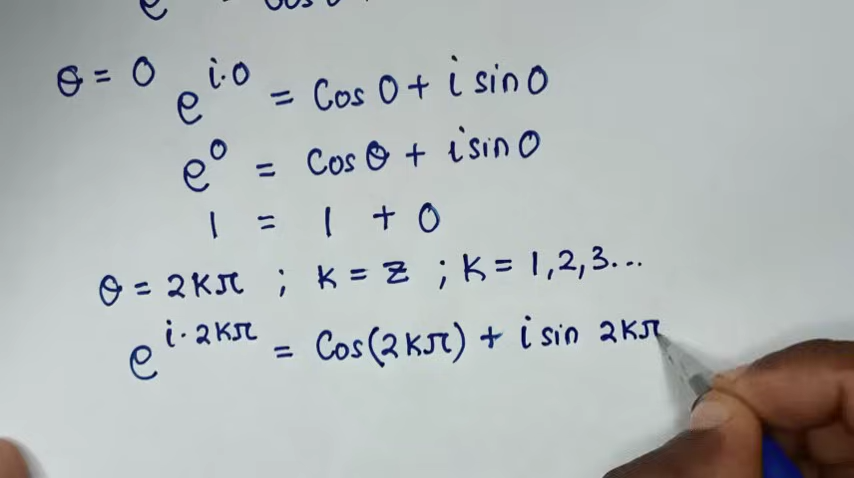 θ = 0 e^{i·0} = Cos 0 + i sin 0
e^0 = Cos θ + i sin 0
1 = 1 + 0
θ = 2Kπ ; K = Z ; K = 1,2,3...
e^{i·2Kπ} = Cos(2Kπ) + i sin 2Kπ